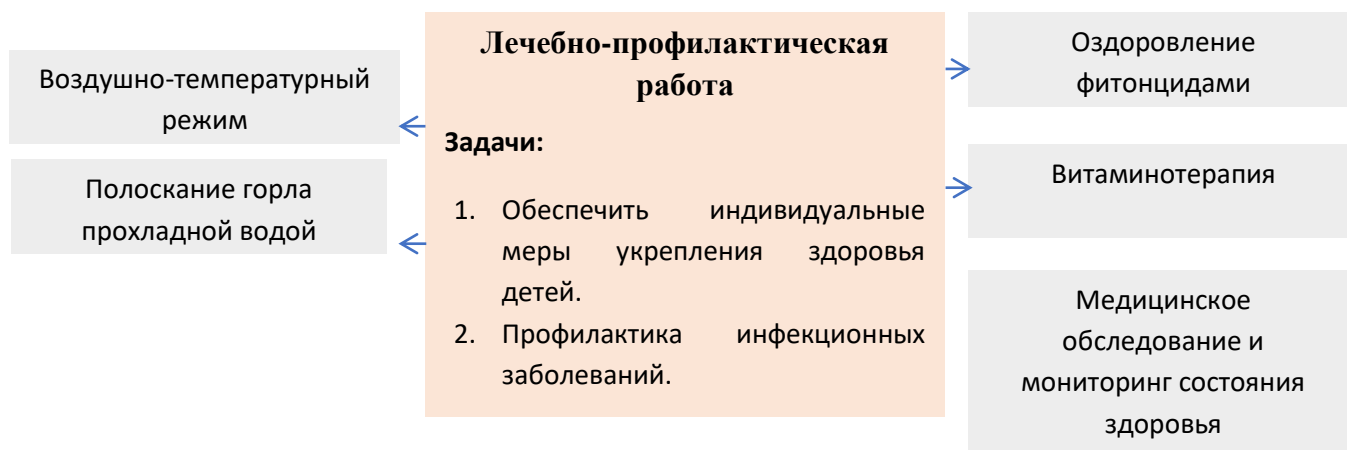 Воздушно-температурный
режим
Полоскание горла
прохладной водой
Лечебно-профилактическая
работа
Задачи:
1. Обеспечить индивидуальные
меры укрепления здоровья
детей.
2. Профилактика инфекционных
заболеваний.
Оздоровление
фитонцидами
Витаминотерапия
Медицинское
обследование и
мониторинг состояния
здоровья